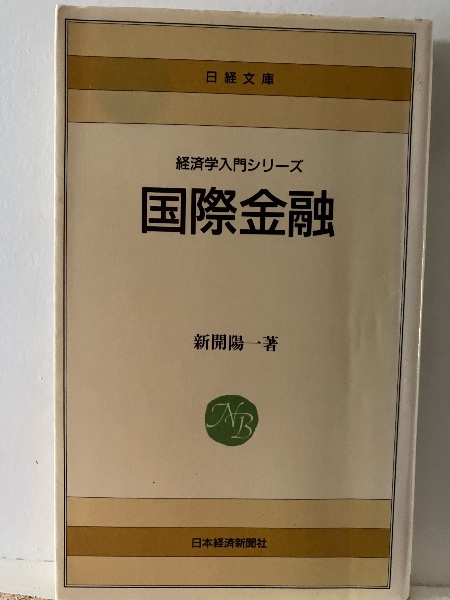 日経文庫
経済学入門シリーズ
国際金融
新開陽一著
NB
日本経済新聞社